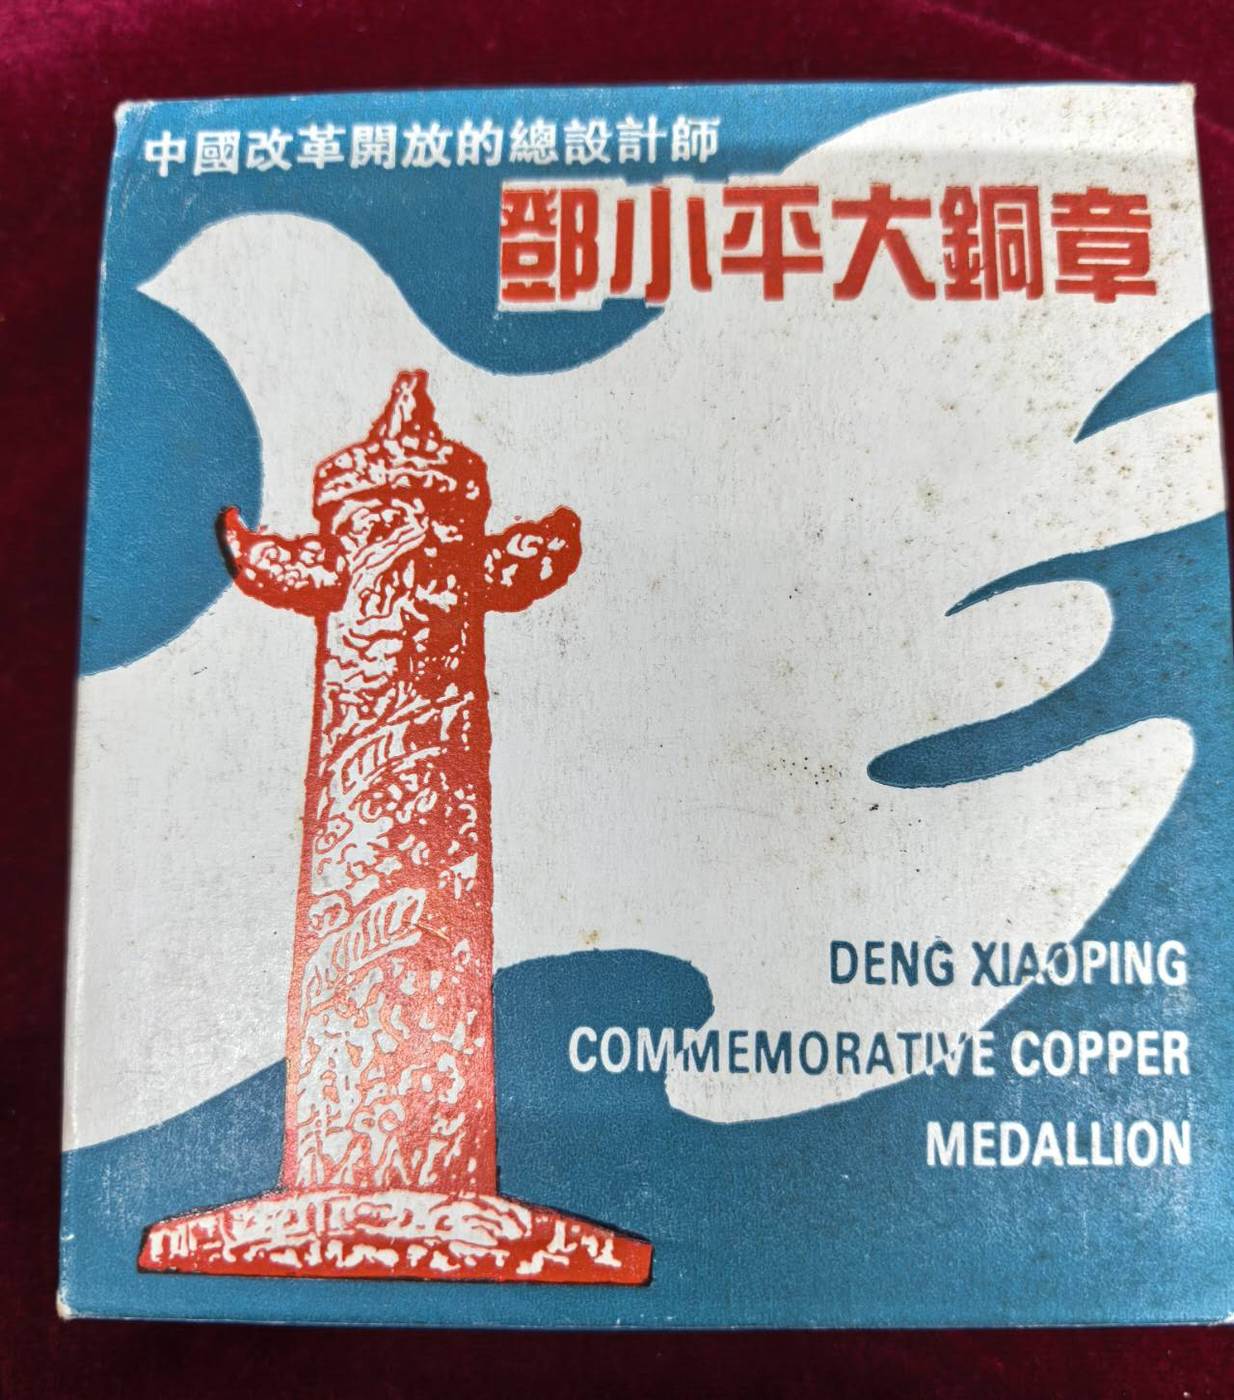 中國改革開放的總設計師
鄧小平大銅章
DENG XIAOPING
COMMEMORATIVE COPPER
MEDALLION